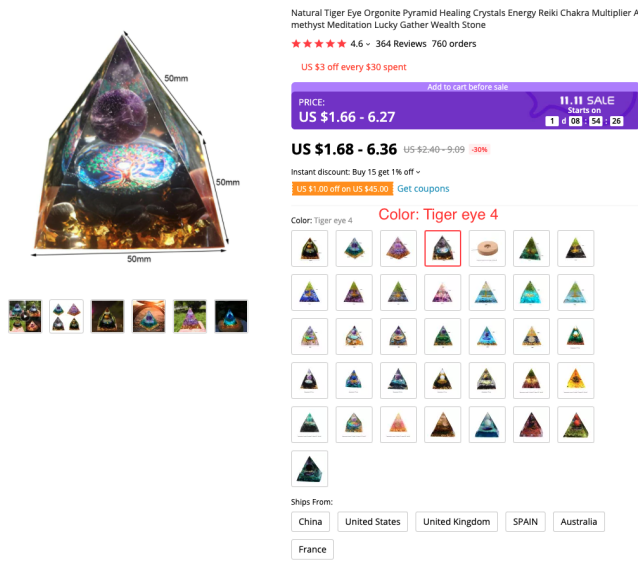 Natural Tiger Eye Orgonite Pyramid Healing Crystals Energy Reiki Chakra Multiplier A
methyst Meditation Lucky Gather Wealth Stone
4.6 364 Reviews 760 orders
US $3 off every $30 spent
Add to cart before sale
PRICE:
US $1.66 - 6.27
11.11 SALE
Starts on
1 d 08 : 54 : 26
US $1.68 - 6.36 US $2.40 - 9.09 -30%
Instant discount: Buy 15 get 1% off
US $1.00 off on US $45.00 Get coupons
Color: Tiger eye 4
Color: Tiger eye 4
50mm
50mm
50mm
Ships From:
China United States United Kingdom SPAIN Australia
France